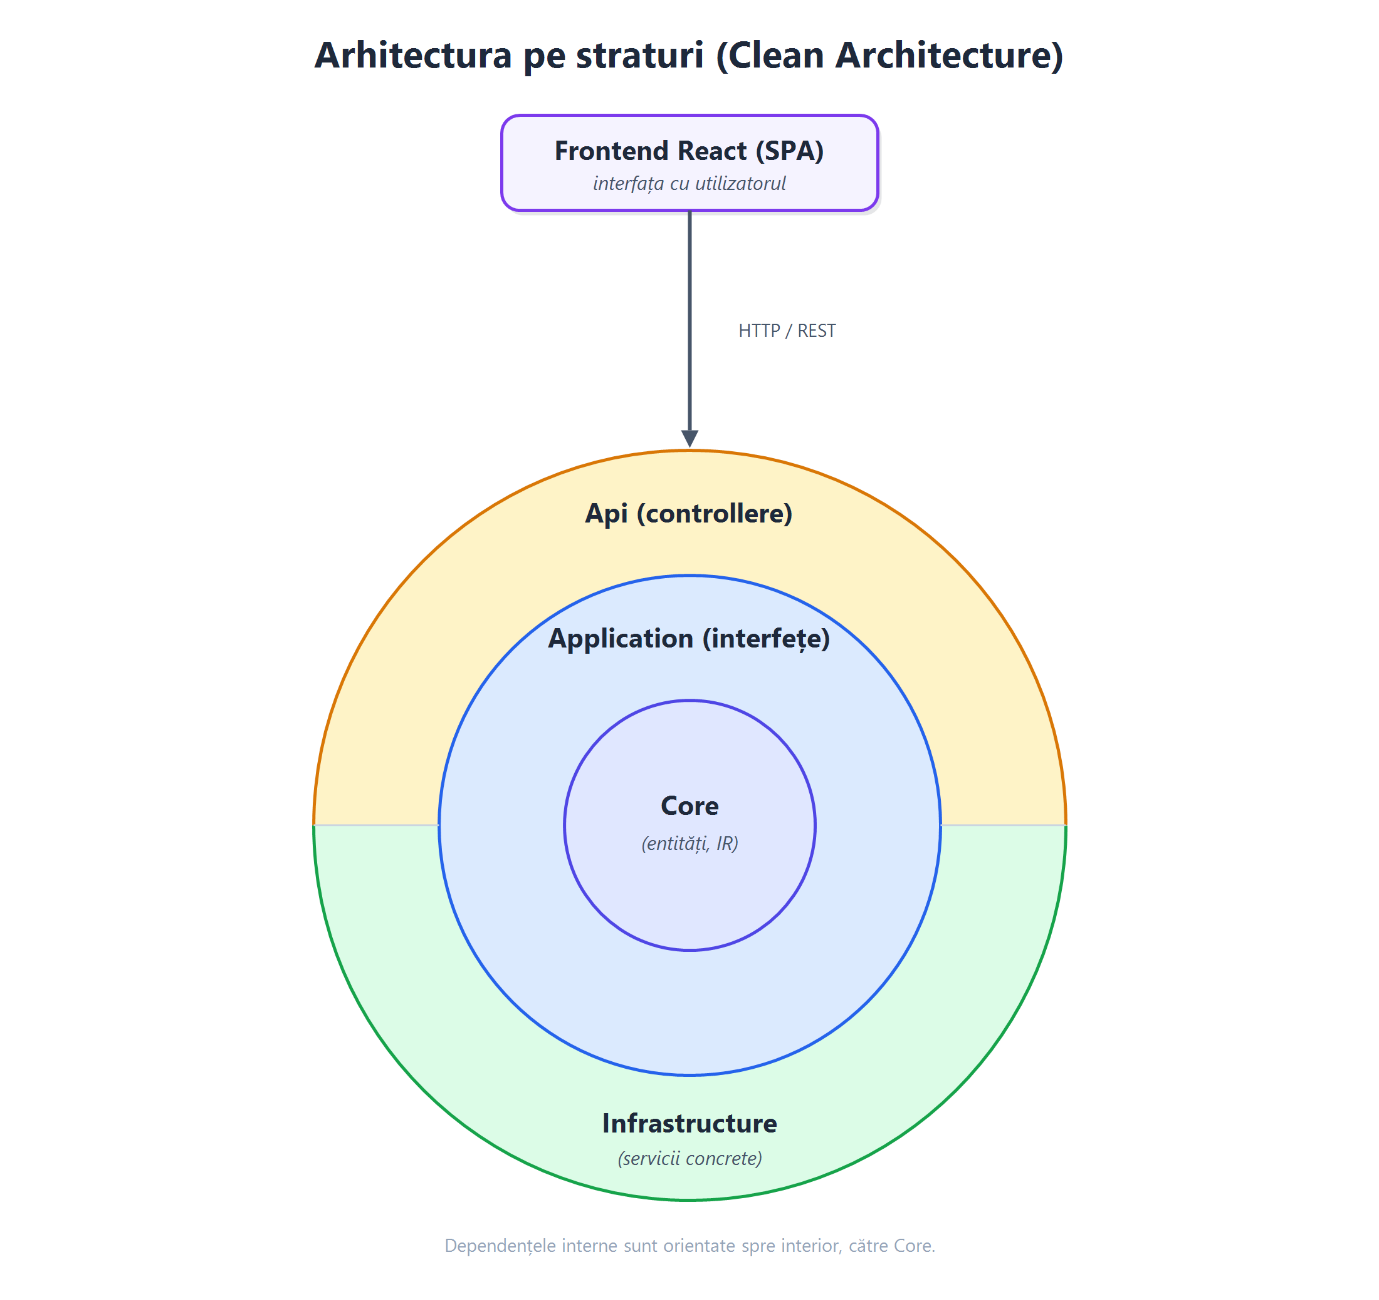 Arhitectura pe straturi (Clean Architecture)
Frontend React (SPA)
interfața cu utilizatorul
HTTP / REST
Api (controllere)
Application (interfețe)
Core
(entități, IR)
Infrastructure
(servicii concrete)
Dependențele interne sunt orientate spre interior, către Core.